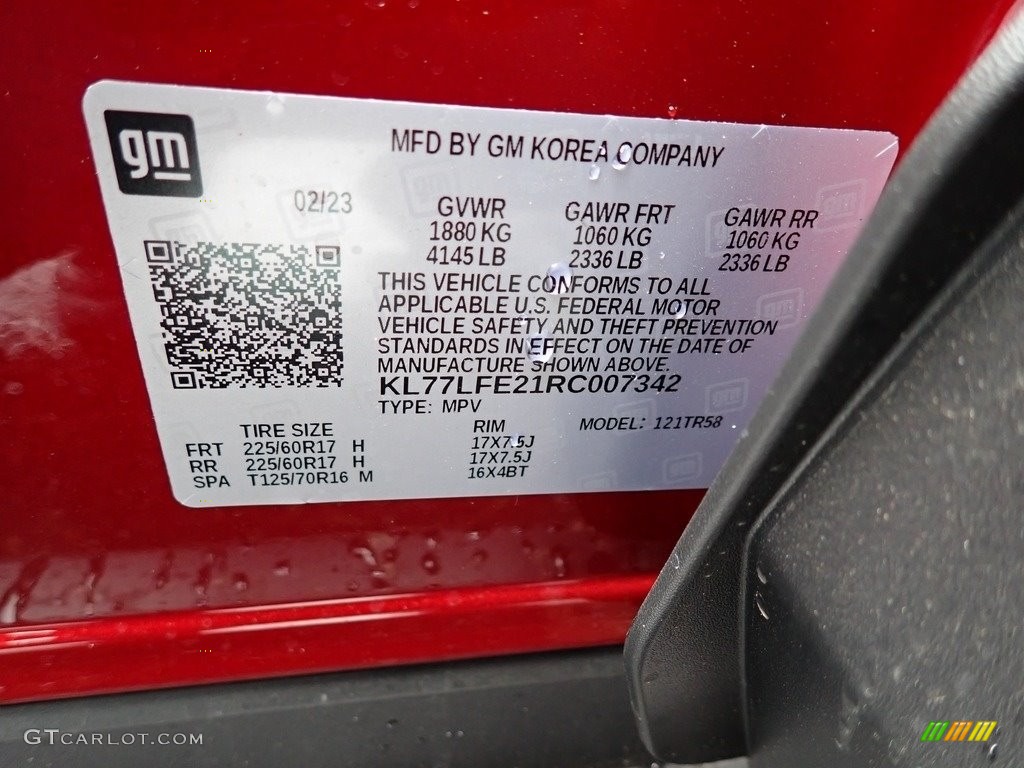 gm
MFD BY GM KOREA COMPANY
02/23
GVWR GAWR FRT GAWR RR
1880 KG 1060 KG 1060 KG
4145 LB 2336 LB 2336 LB
THIS VEHICLE CONFORMS TO ALL
APPLICABLE U.S. FEDERAL MOTOR
VEHICLE SAFETY AND THEFT PREVENTION
STANDARDS IN EFFECT ON THE DATE OF
MANUFACTURE SHOWN ABOVE.
KL77LFE21RC007342
TYPE: MPV
TIRE SIZE RIM MODEL: 121TR58
FRT 225/60R17 H 17X7.5J
RR 225/60R17 H 17X7.5J
SPA T125/70R16 M 16X4BT
GTCARLOT.COM